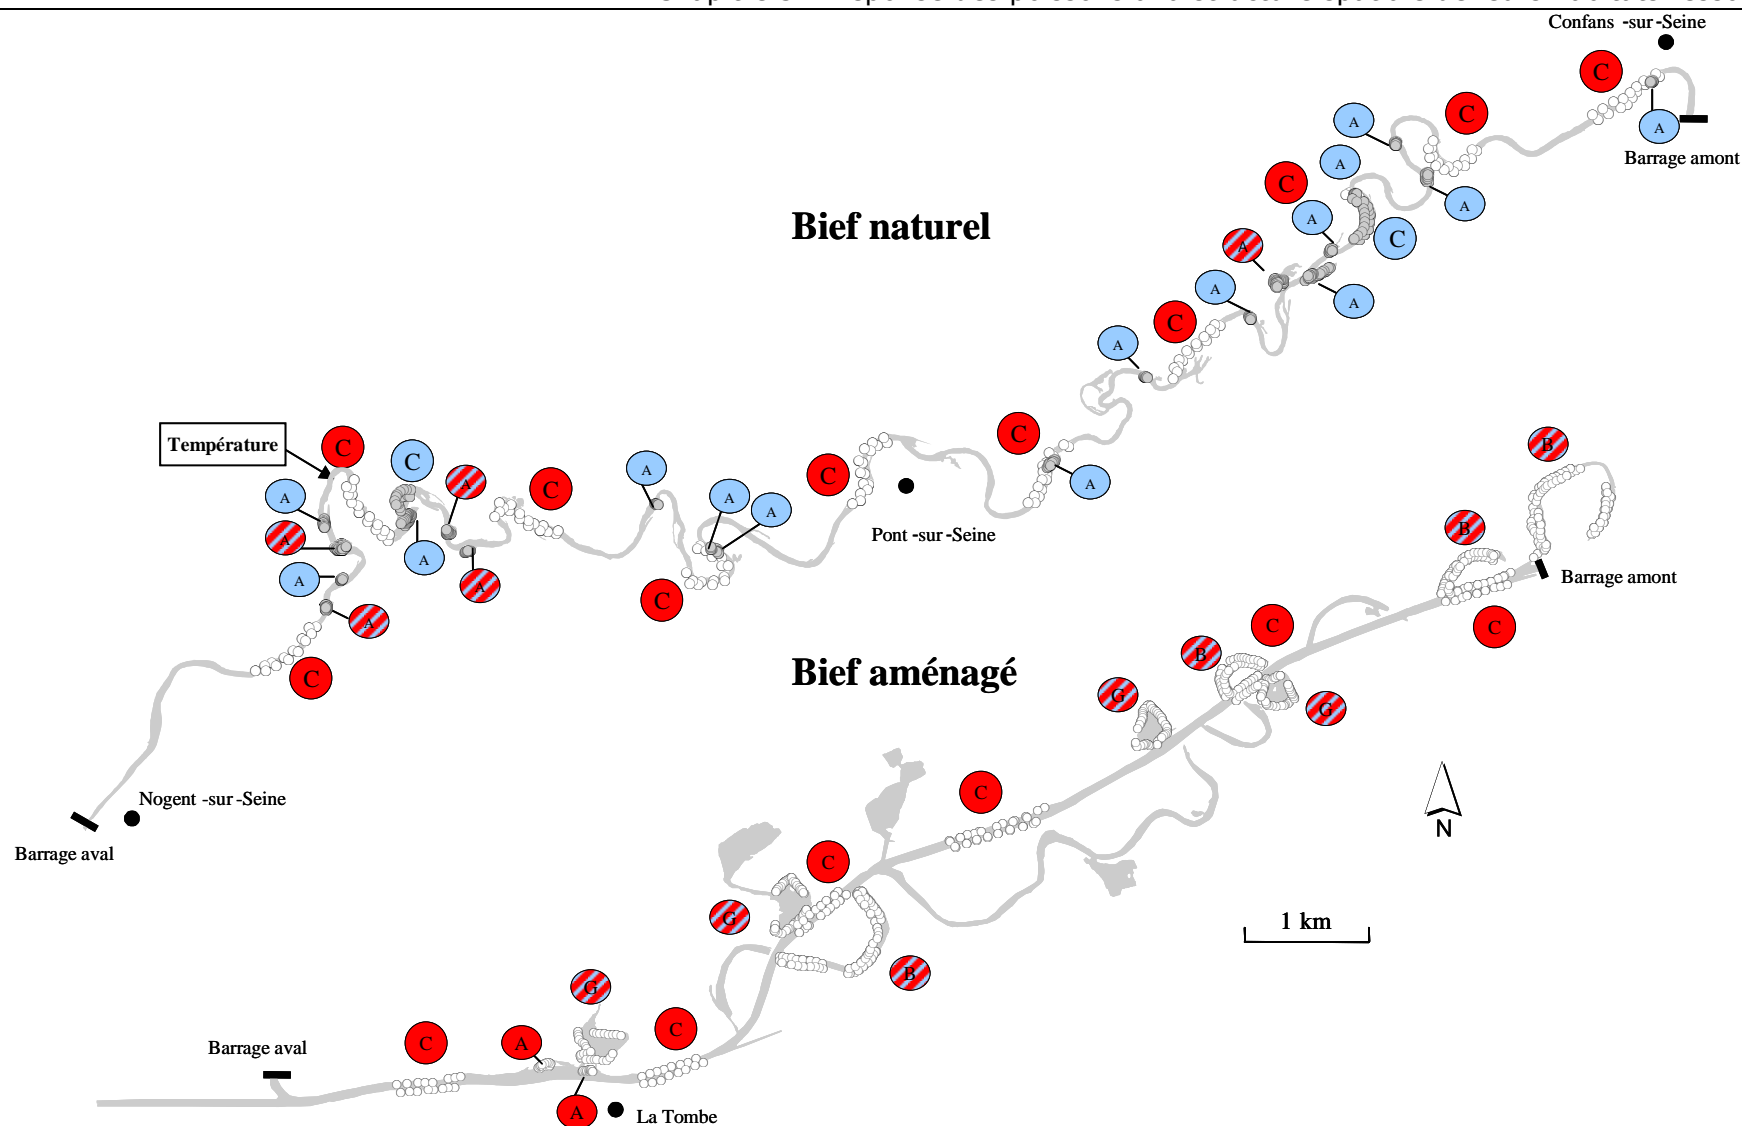 Confans -sur -Seine
C
C
A
A
A
Barrage amont
A
C
A
A
C
Bief naturel
A
A
A
C
A
C
C
Température
C
A
A
C
A
C
A
A
A
A
B
Pont -sur -Seine
B
A
A
A
A
Barrage amont
C
A
C
C
B
Bief aménagé
C
G
G
C
Nogent -sur -Seine
N
Barrage aval
C
G
1 km
B
G
C
C
A
Barrage aval
A
La Tombe